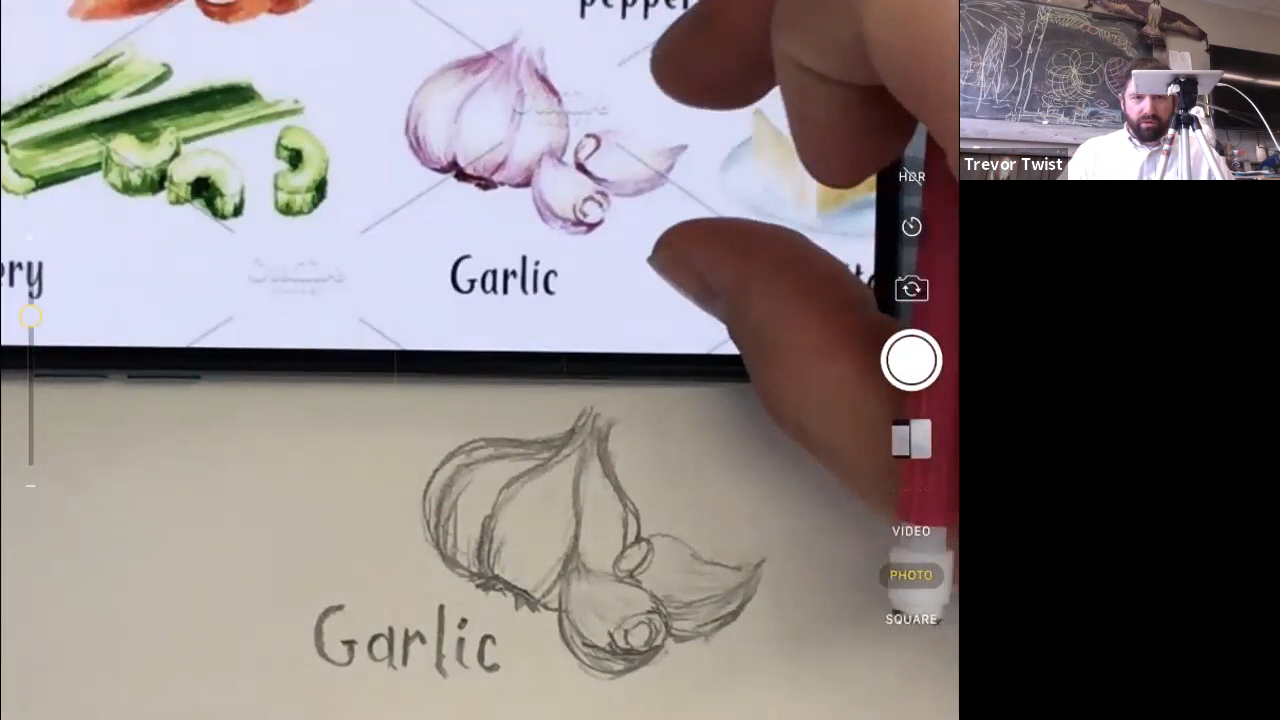 pepper
HDR
Trevor Twist
ery
Garlic
VIDEO
PHOTO
SQUARE
Garlic